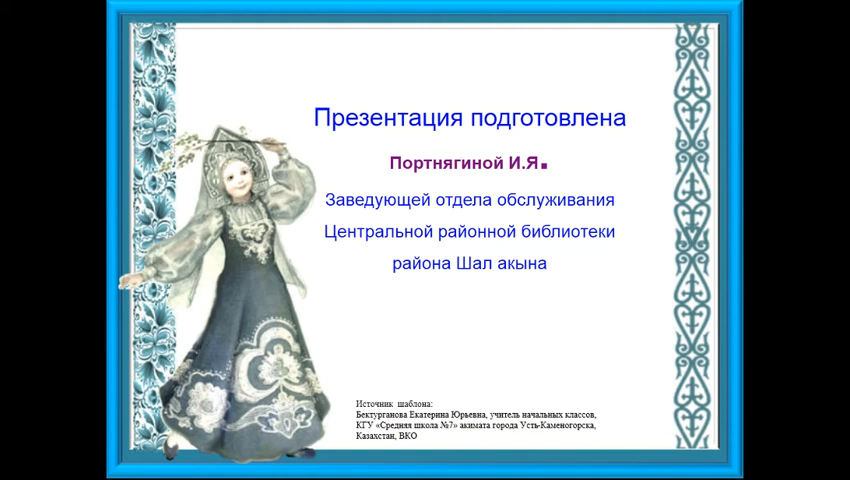 Презентация подготовлена
Портнягиной И.Я.
Заведующей отдела обслуживания
Центральной районной библиотеки
района Шал акына
Источник шаблона:
Бектурганова Екатерина Юрьевна, учитель начальных классов,
КГУ «Средняя школа №7» акимата города Усть-Каменогорска,
Казахстан, ВКО